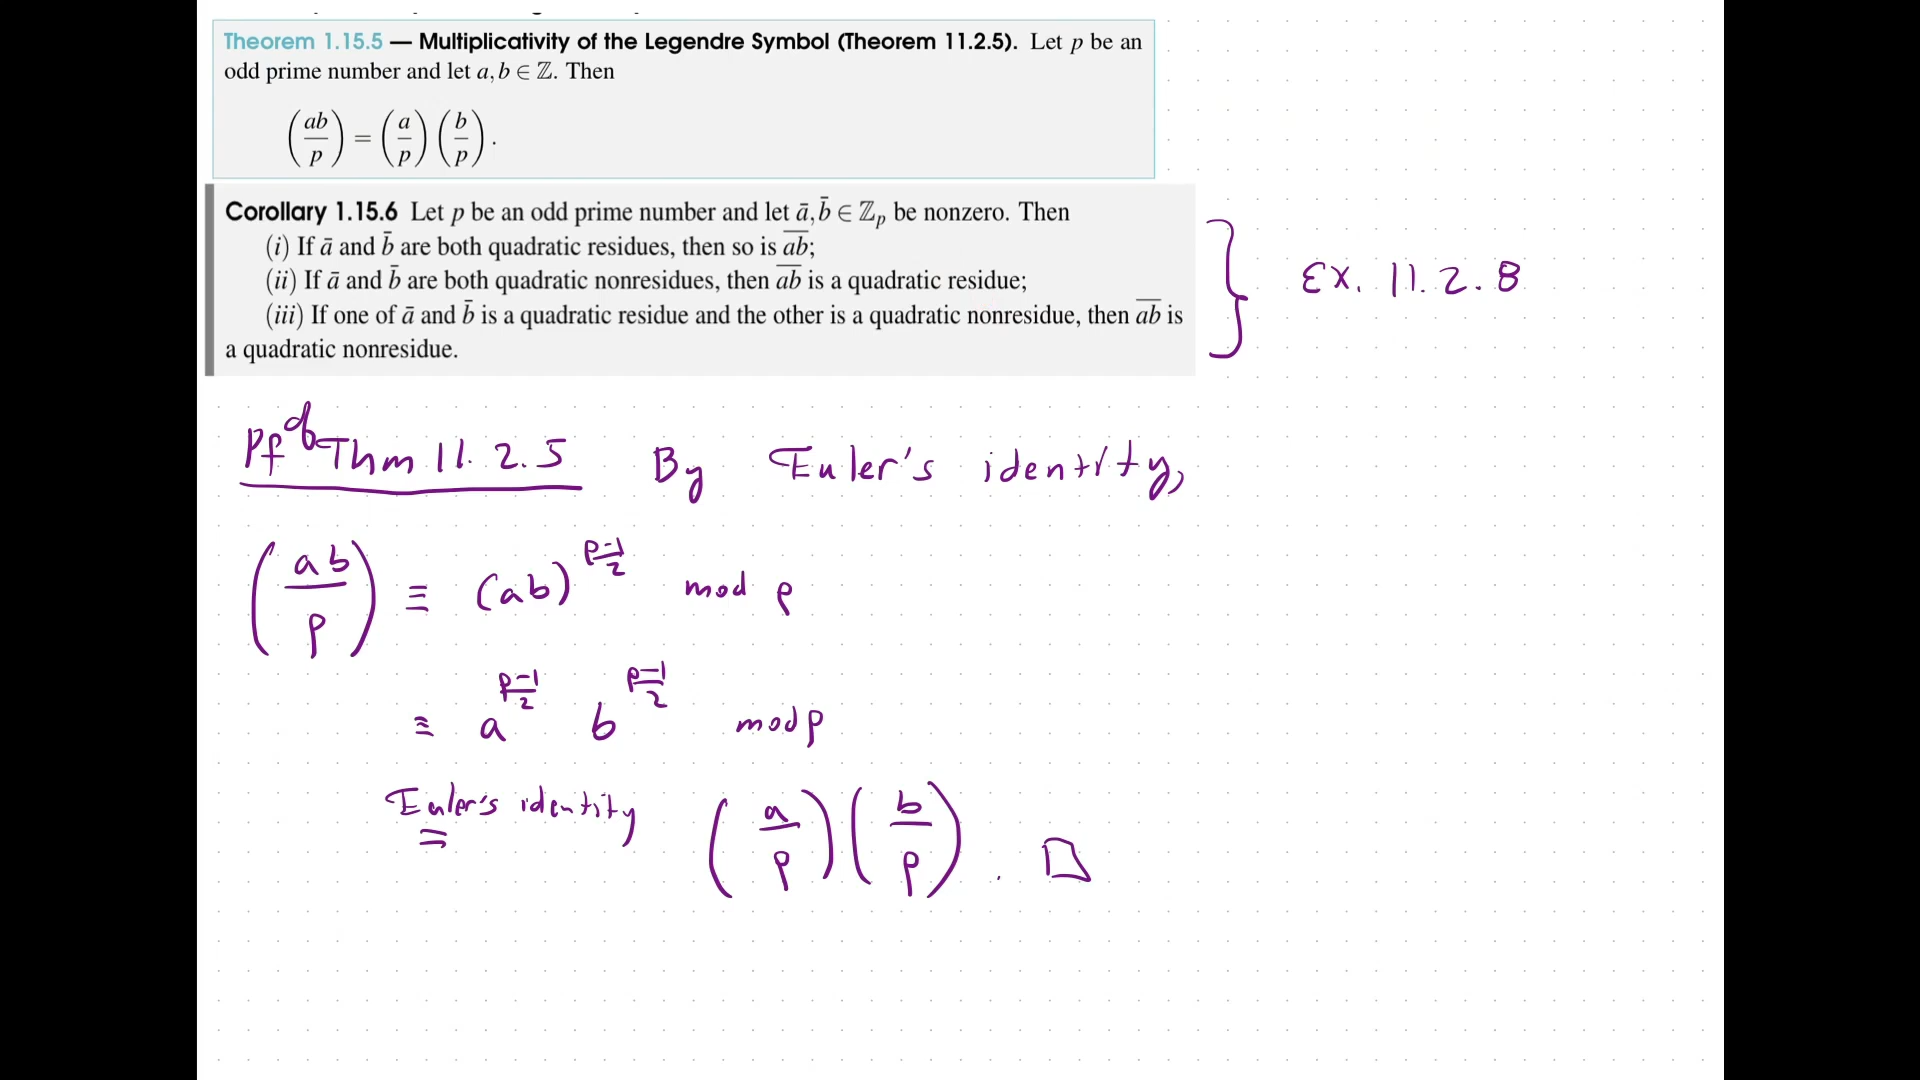 Theorem 1.15.5 — Multiplicativity of the Legendre Symbol (Theorem 11.2.5). Let p be an
odd prime number and let a, b ∈ ℤ. Then
(ab/p) = (a/p)(b/p).
Corollary 1.15.6 Let p be an odd prime number and let ā, b̄ ∈ ℤₚ be nonzero. Then
(i) If ā and b̄ are both quadratic residues, then so is a̅b̅;
(ii) If ā and b̄ are both quadratic nonresidues, then a̅b̅ is a quadratic residue;
(iii) If one of ā and b̄ is a quadratic residue and the other is a quadratic nonresidue, then a̅b̅ is
a quadratic nonresidue.
Ex. 11.2.8
Pf of Thm 11.2.5 By Euler's identity,
(ab/p) ≡ (ab)^((p-1)/2) mod p
≡ a^((p-1)/2) b^((p-1)/2) mod p
Euler's identity
≡ (a/p)(b/p). □